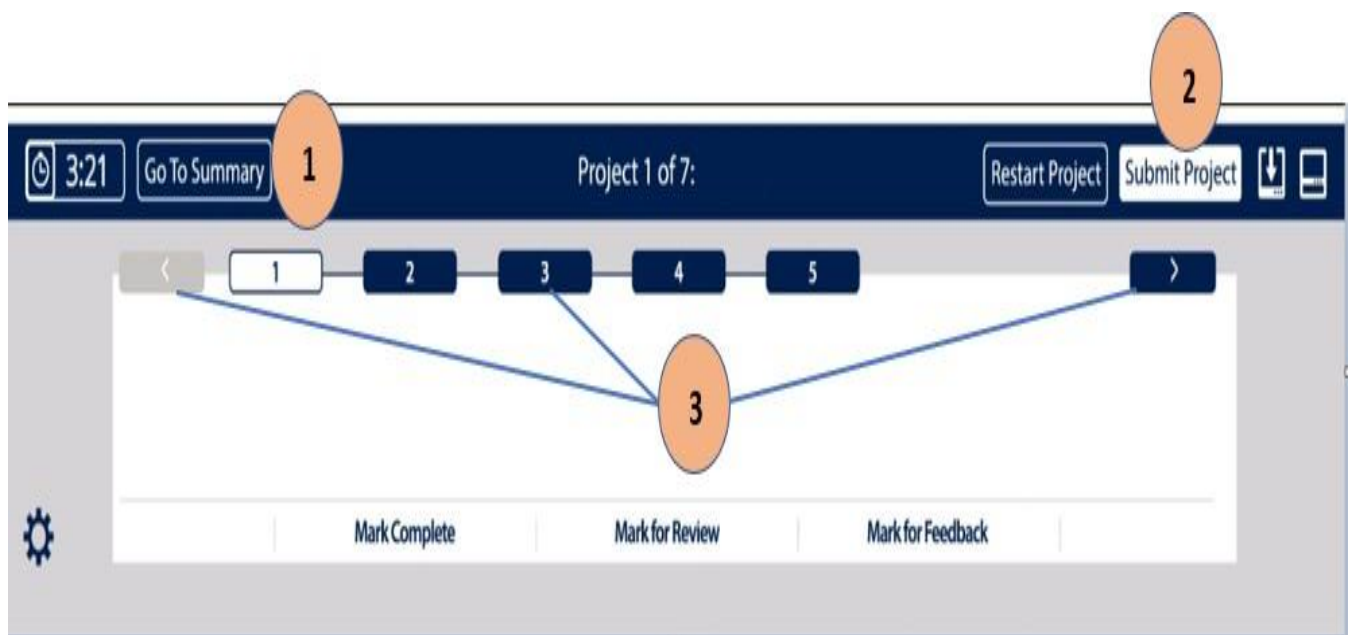 2
3:21 Go To Summary 1 Project 1 of 7: Restart Project Submit Project
< 1 2 3 4 5 >
3
Mark Complete Mark for Review Mark for Feedback